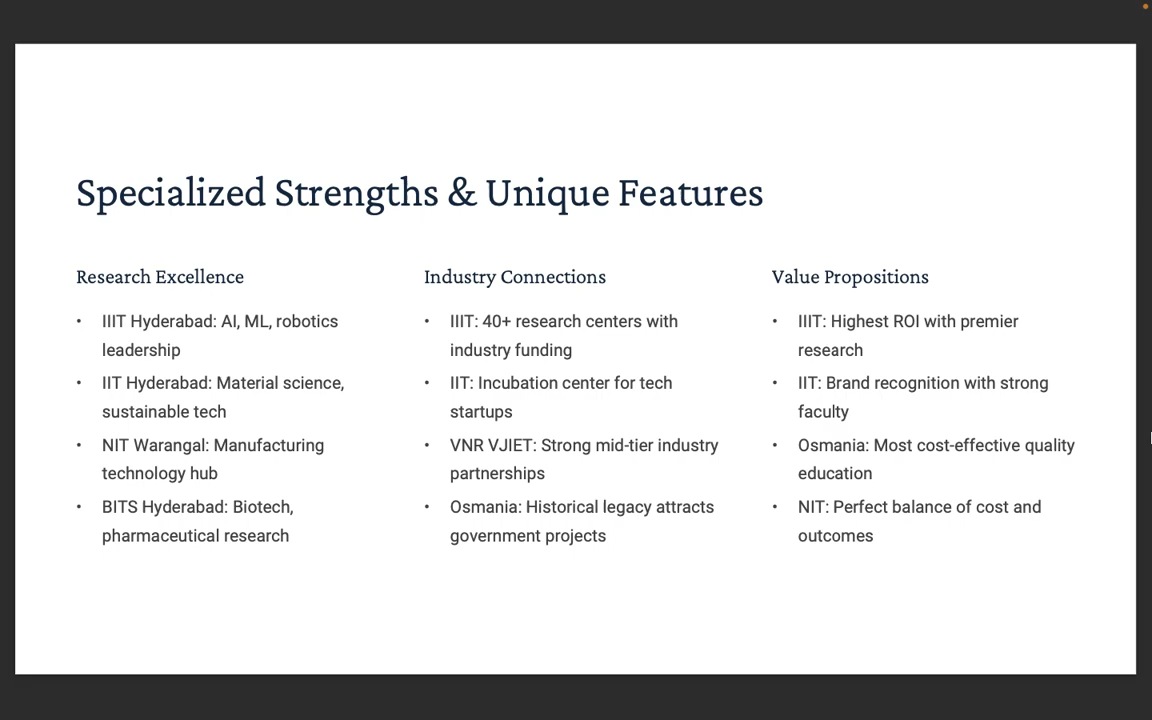 Specialized Strengths & Unique Features
Research Excellence
• IIIT Hyderabad: AI, ML, robotics
leadership
• IIT Hyderabad: Material science,
sustainable tech
• NIT Warangal: Manufacturing
technology hub
• BITS Hyderabad: Biotech,
pharmaceutical research
Industry Connections
• IIIT: 40+ research centers with
industry funding
• IIT: Incubation center for tech
startups
• VNR VJIET: Strong mid-tier industry
partnerships
• Osmania: Historical legacy attracts
government projects
Value Propositions
• IIIT: Highest ROI with premier
research
• IIT: Brand recognition with strong
faculty
• Osmania: Most cost-effective quality
education
• NIT: Perfect balance of cost and
outcomes